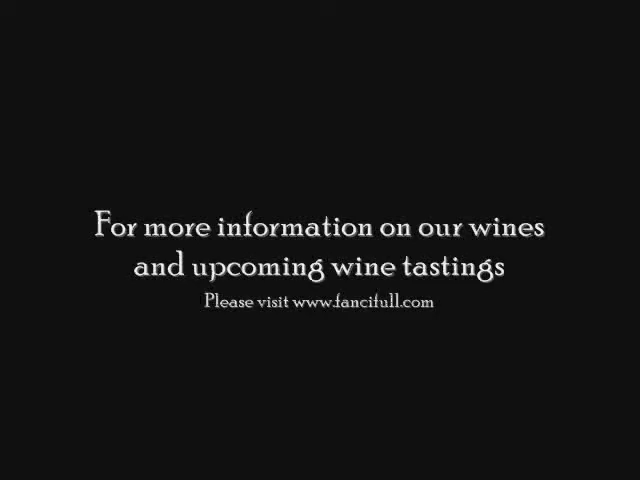 For more information on our wines
and upcoming wine tastings
Please visit www.fancifull.com